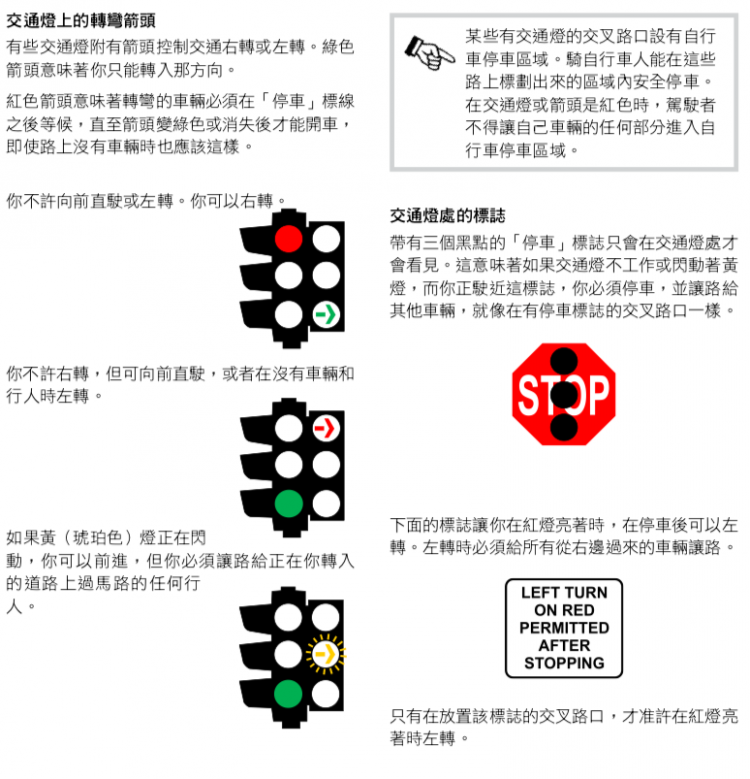 交通燈上的轉彎箭頭
有些交通燈附有箭頭控制交通右轉或左轉。綠色
箭頭意味著你只能轉入那方向。
紅色箭頭意味著轉彎的車輛必須在「停車」標線
之後等候，直至箭頭變綠色或消失後才能開車，
即使路上沒有車輛時也應該這樣。
你不許向前直駛或左轉。你可以右轉。
你不許右轉，但可向前直駛，或者在沒有車輛和
行人時左轉。
如果黃（琥珀色）燈正在閃
動，你可以前進，但你必須讓路給正在你轉入
的道路上過馬路的任何行
人。
某些有交通燈的交叉路口設有自行
車停車區域。騎自行車人能在這些
路上標劃出來的區域內安全停車。
在交通燈或箭頭是紅色時，駕駛者
不得讓自己車輛的任何部分進入自
行車停車區域。
交通燈處的標誌
帶有三個黑點的「停車」標誌只會在交通燈處才
會看見。這意味著如果交通燈不工作或閃動著黃
燈，而你正駛近這標誌，你必須停車，並讓路給
其他車輛，就像在有停車標誌的交叉路口一樣。
STOP
下面的標誌讓你在紅燈亮著時，在停車後可以左
轉。左轉時必須給所有從右邊過來的車輛讓路。
LEFT TURN
ON RED
PERMITTED
AFTER
STOPPING
只有在放置該標誌的交叉路口，才准許在紅燈亮
著時左轉。